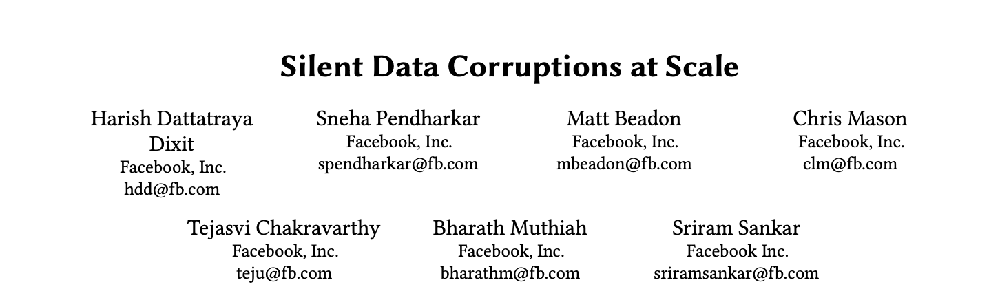 Silent Data Corruptions at Scale
Harish Dattatraya
Dixit
Facebook, Inc.
hdd@fb.com
Sneha Pendharkar
Facebook, Inc.
spendharkar@fb.com
Matt Beadon
Facebook, Inc.
mbeadon@fb.com
Chris Mason
Facebook, Inc.
clm@fb.com
Tejasvi Chakravarthy
Facebook, Inc.
teju@fb.com
Bharath Muthiah
Facebook, Inc.
bharathm@fb.com
Sriram Sankar
Facebook Inc.
sriramsankar@fb.com